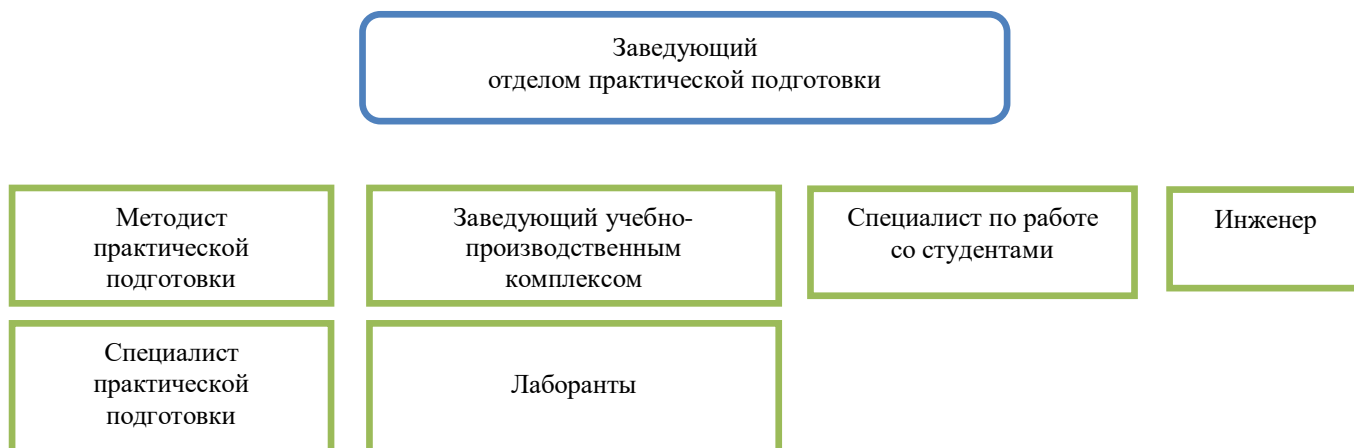 Заведующий
отделом практической подготовки
Методист
практической
подготовки
Заведующий учебно-
производственным
комплексом
Специалист по работе
со студентами
Инженер
Специалист
практической
подготовки
Лаборанты